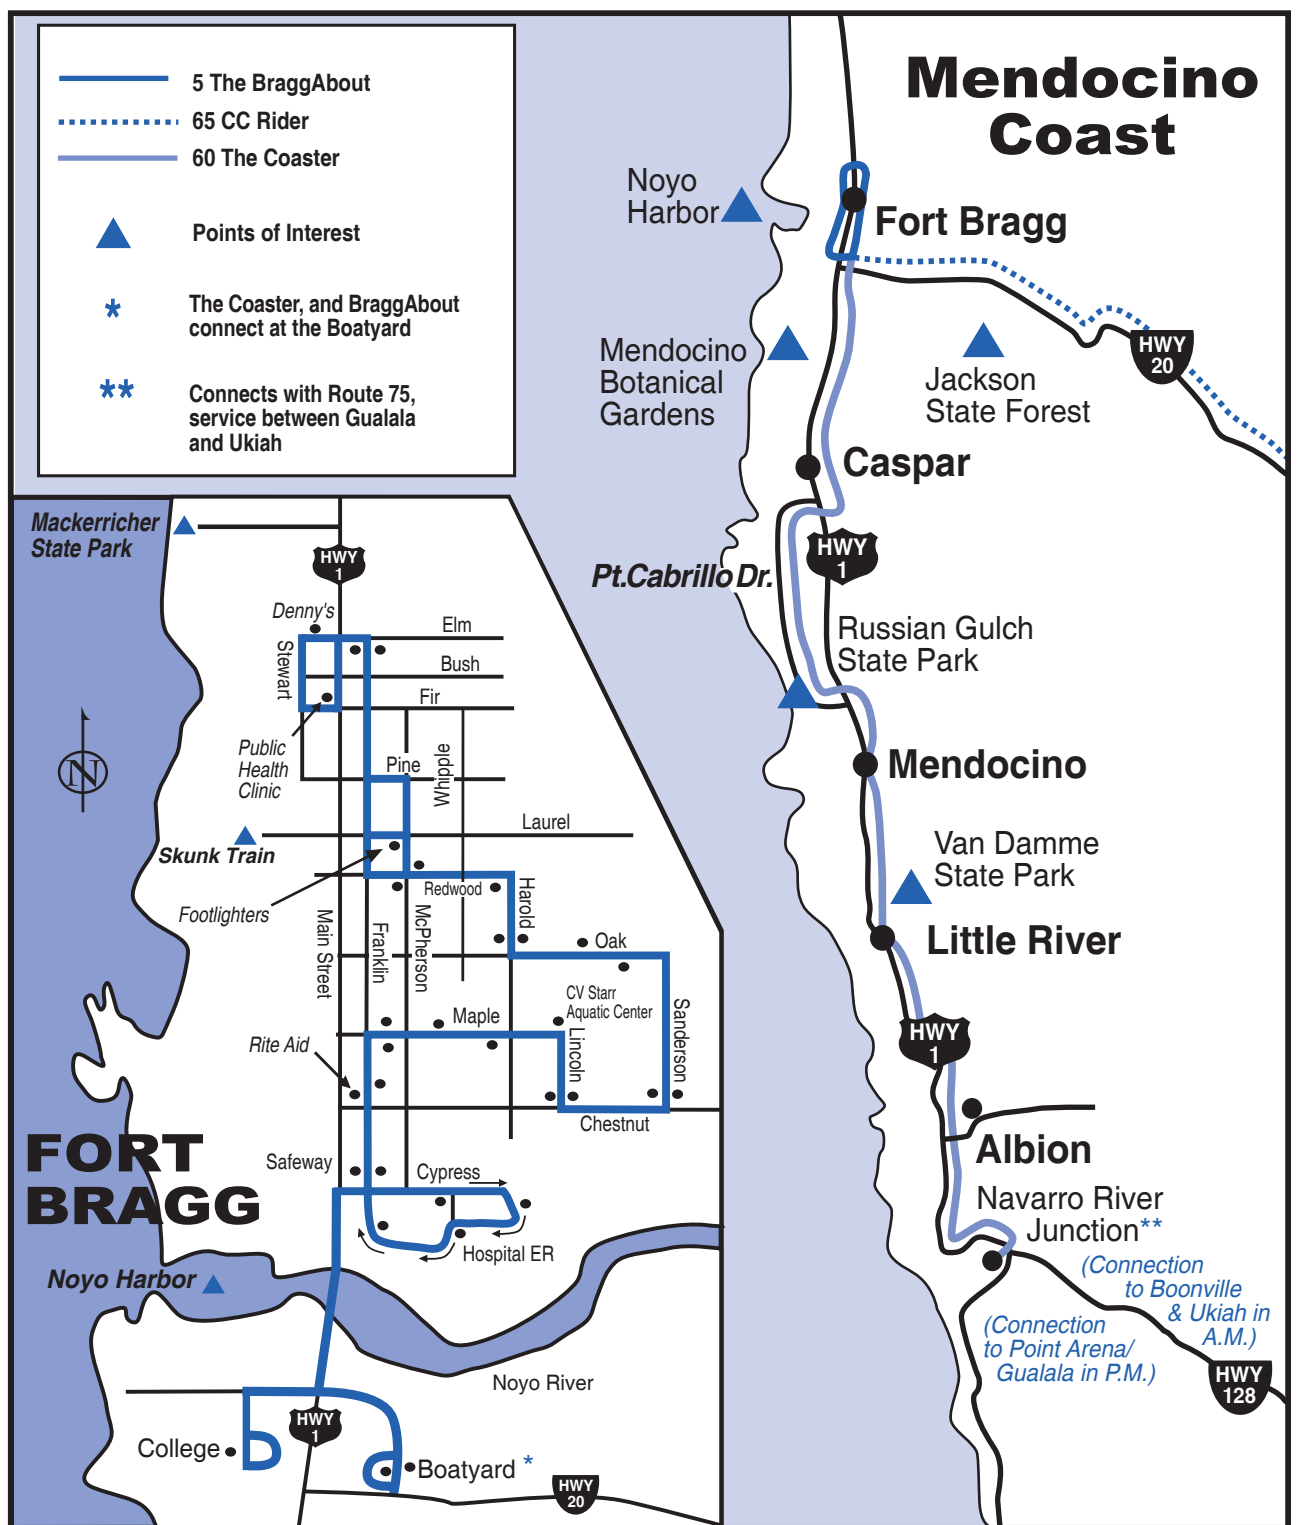 5 The BraggAbout
65 CC Rider
60 The Coaster
Points of Interest
*
The Coaster, and BraggAbout
connect at the Boatyard
**
Connects with Route 75,
service between Gualala
and Ukiah
Mendocino
Coast
Noyo
Harbor
Fort Bragg
Mendocino
Botanical
Gardens
HWY
20
Jackson
State Forest
Caspar
HWY
1
Pt.Cabrillo Dr.
Russian Gulch
State Park
Mendocino
Van Damme
State Park
Little River
HWY
1
Albion
Navarro River
Junction**
(Connection
to Boonville
& Ukiah in
A.M.)
(Connection
to Point Arena/
Gualala in P.M.)
HWY
128
Mackerricher
State Park
HWY
1
Denny's
Elm
Stewart
Bush
Fir
Public
Health
Clinic
Pine
Whipple
N
Laurel
Skunk Train
Footlighters
Redwood
Harold
Main Street
Franklin
McPherson
Oak
CV Starr
Aquatic Center
Maple
Lincoln
Sanderson
Rite Aid
Chestnut
FORT
BRAGG
Safeway
Cypress
Hospital ER
Noyo Harbor
Noyo River
HWY
1
College
Boatyard *
HWY
20